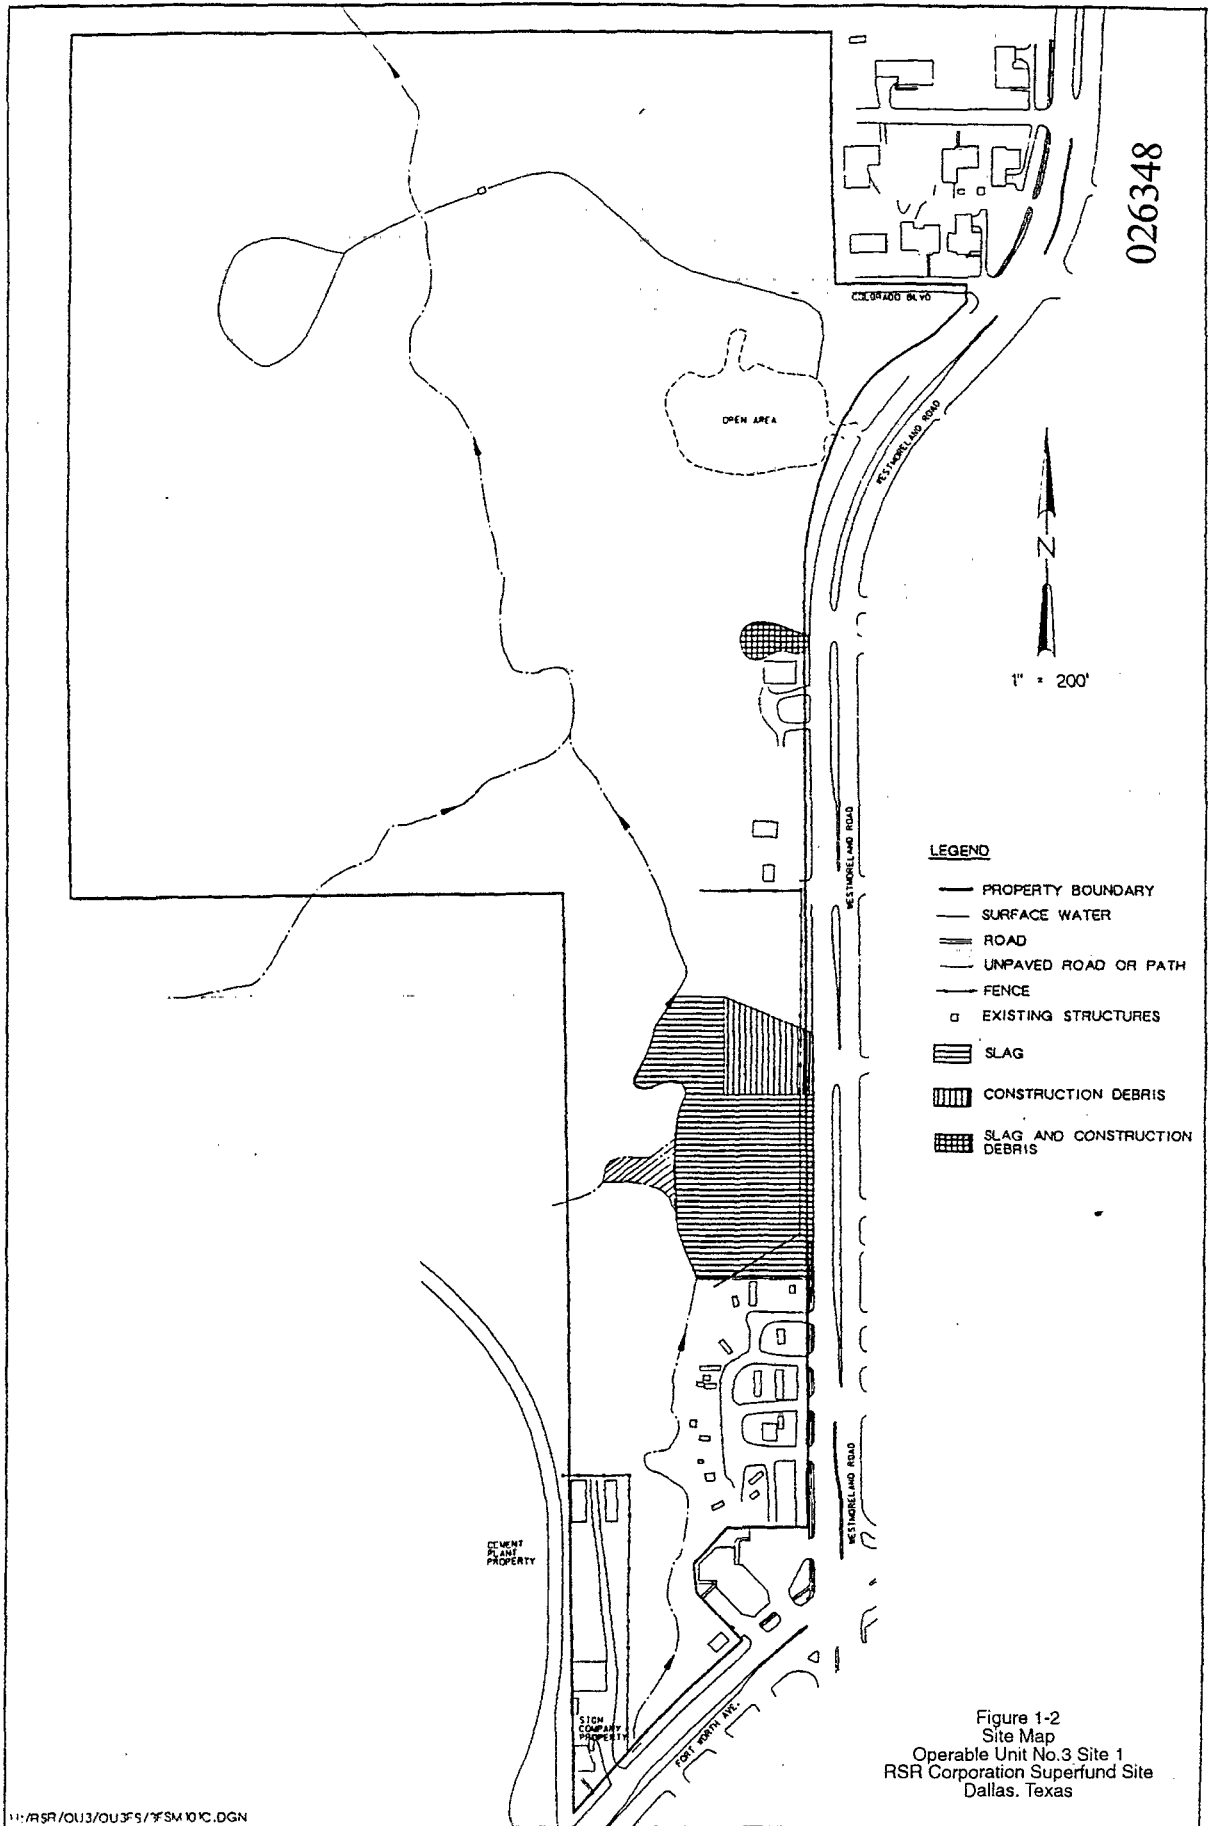 026348
COLORADO BLVD
OPEN AREA
WESTMORELAND ROAD
N
1" = 200'
WESTMORELAND ROAD
LEGEND
PROPERTY BOUNDARY
SURFACE WATER
ROAD
UNPAVED ROAD OR PATH
FENCE
EXISTING STRUCTURES
SLAG
CONSTRUCTION DEBRIS
SLAG AND CONSTRUCTION
DEBRIS
WESTMORELAND ROAD
CEMENT
PLANT
PROPERTY
SIGN
COMPANY
PROPERTY
FORT WORTH AVE.
Figure 1-2
Site Map
Operable Unit No.3 Site 1
RSR Corporation Superfund Site
Dallas, Texas